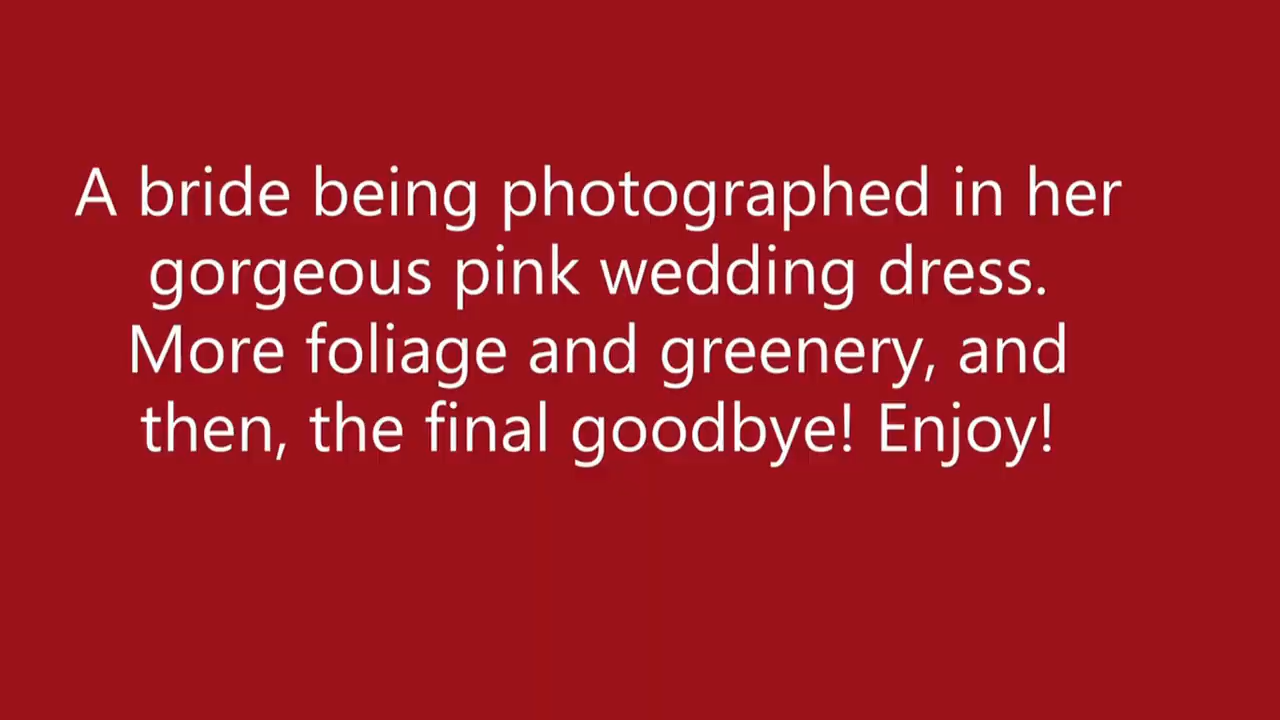 A bride being photographed in her
gorgeous pink wedding dress.
More foliage and greenery, and
then, the final goodbye! Enjoy!